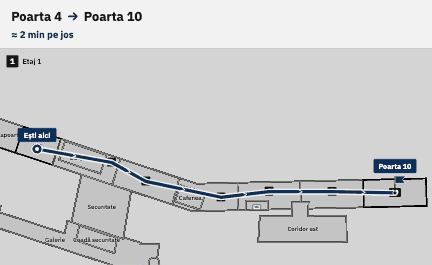 Poarta 4 → Poarta 10
≈ 2 min pe jos
1 Etaj 1
Ești aici
Poarta 10
Cafenea
Securitate
Coridor est
Galerie
Coadă securitate